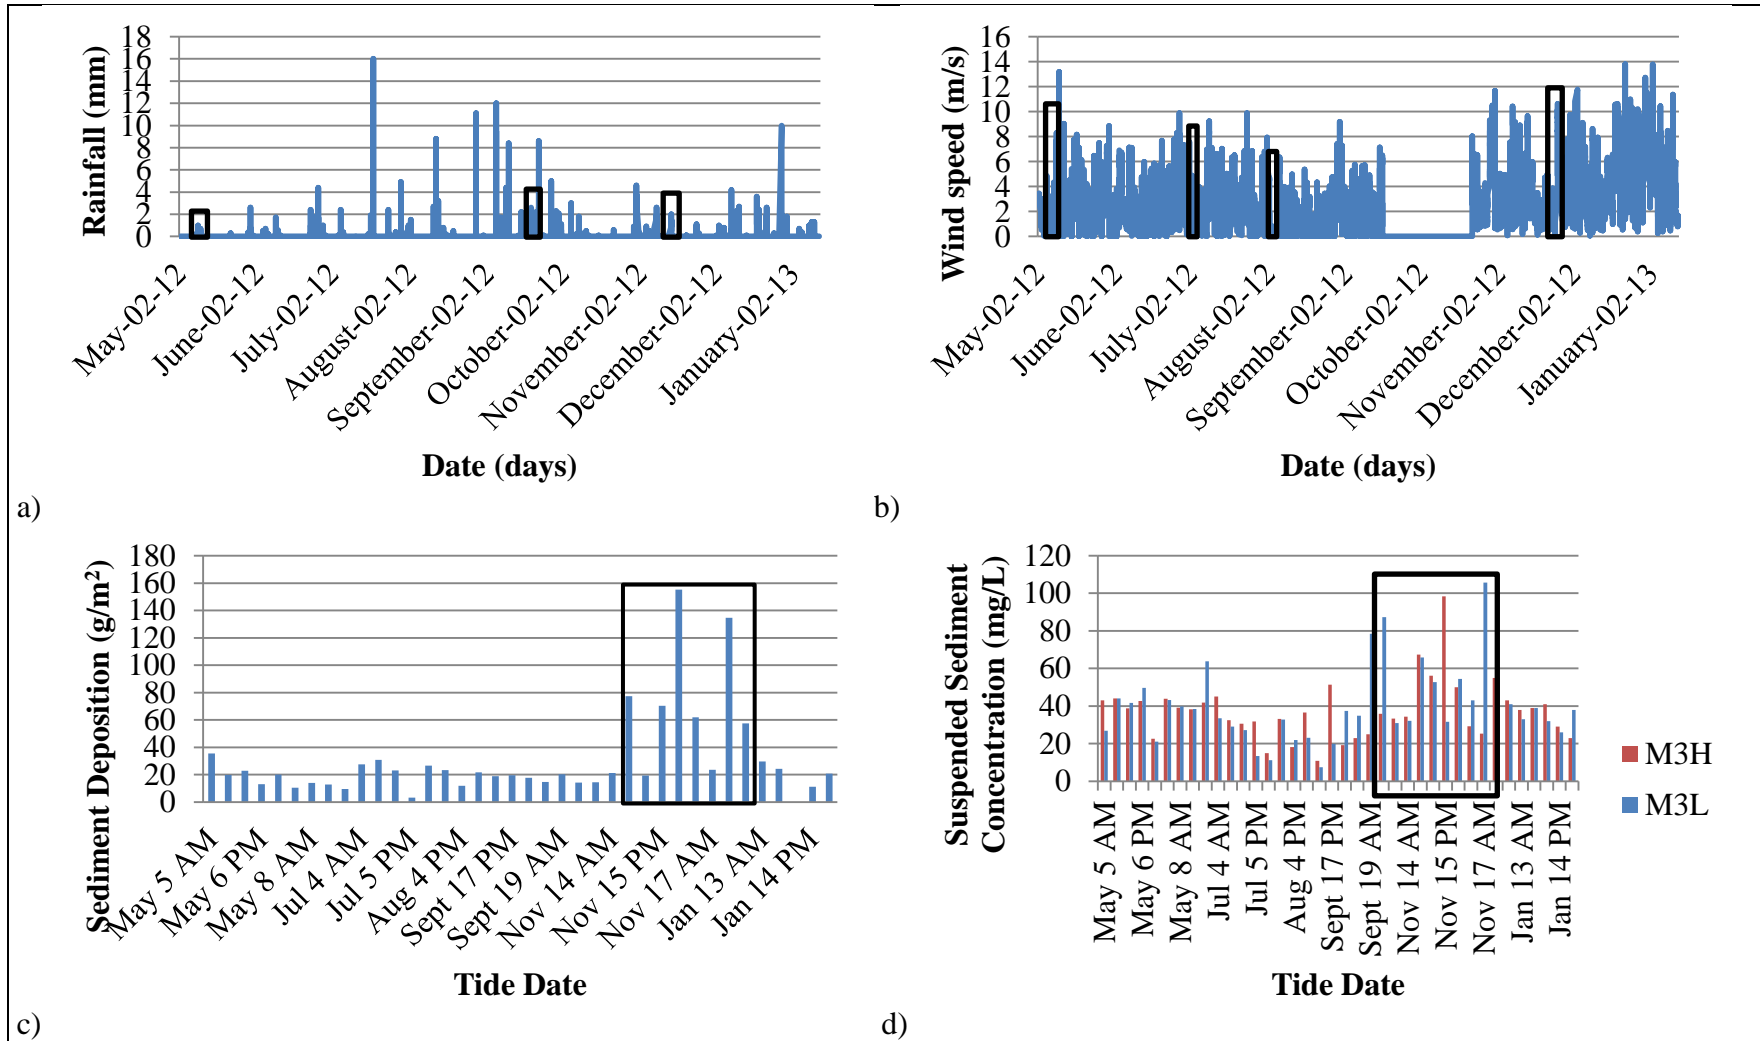 18
16
14
12
10
8
6
4
2
0
Rainfall (mm)
May-02-12
June-02-12
July-02-12
August-02-12
September-02-12
October-02-12
November-02-12
December-02-12
January-02-13
Date (days)
a)
16
14
12
10
8
6
4
2
0
Wind speed (m/s)
May-02-12
June-02-12
July-02-12
August-02-12
September-02-12
October-02-12
November-02-12
December-02-12
January-02-13
Date (days)
b)
180
160
140
120
100
80
60
40
20
0
Sediment Deposition (g/m²)
May 5 AM
May 6 PM
May 8 AM
Jul 4 AM
Jul 5 PM
Aug 4 PM
Sept 17 PM
Sept 19 AM
Nov 14 AM
Nov 15 PM
Nov 17 AM
Jan 13 AM
Jan 14 PM
Tide Date
c)
120
100
80
60
40
20
0
Suspended Sediment
Concentration (mg/L)
May 5 AM
May 6 PM
May 8 AM
Jul 4 AM
Jul 5 PM
Aug 4 PM
Sept 17 PM
Sept 19 AM
Nov 14 AM
Nov 15 PM
Nov 17 AM
Jan 13 AM
Jan 14 PM
Tide Date
M3H
M3L
d)